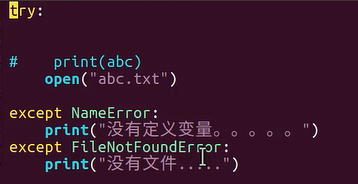 try:
#    print(abc)
    open("abc.txt")
except NameError:
    print("没有定义变量。。。。。")
except FileNotFoundError:
    print("没有文件.....")